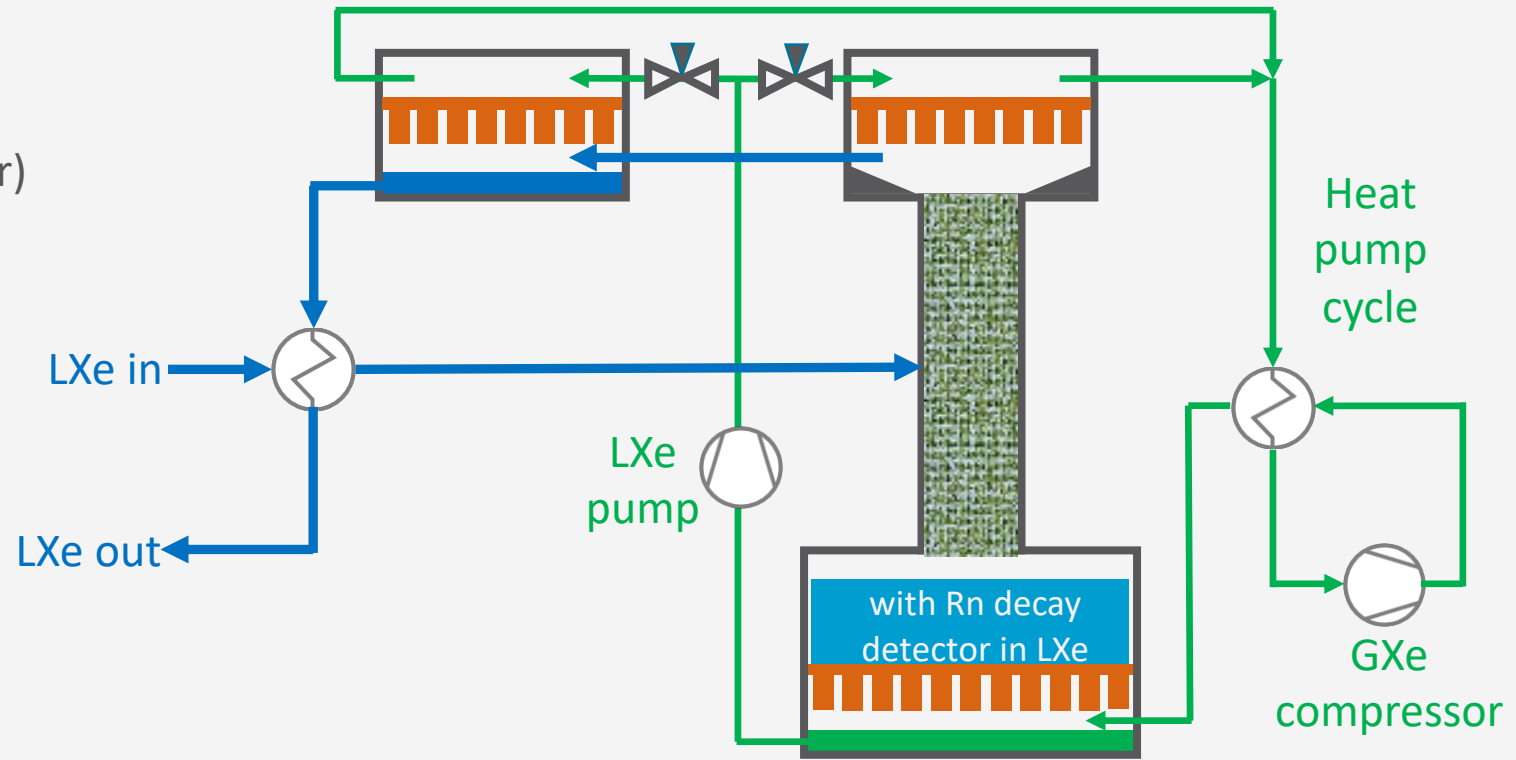 r)
Heat
pump
cycle
LXe in
LXe
pump
LXe out
with Rn decay
detector in LXe
GXe
compressor